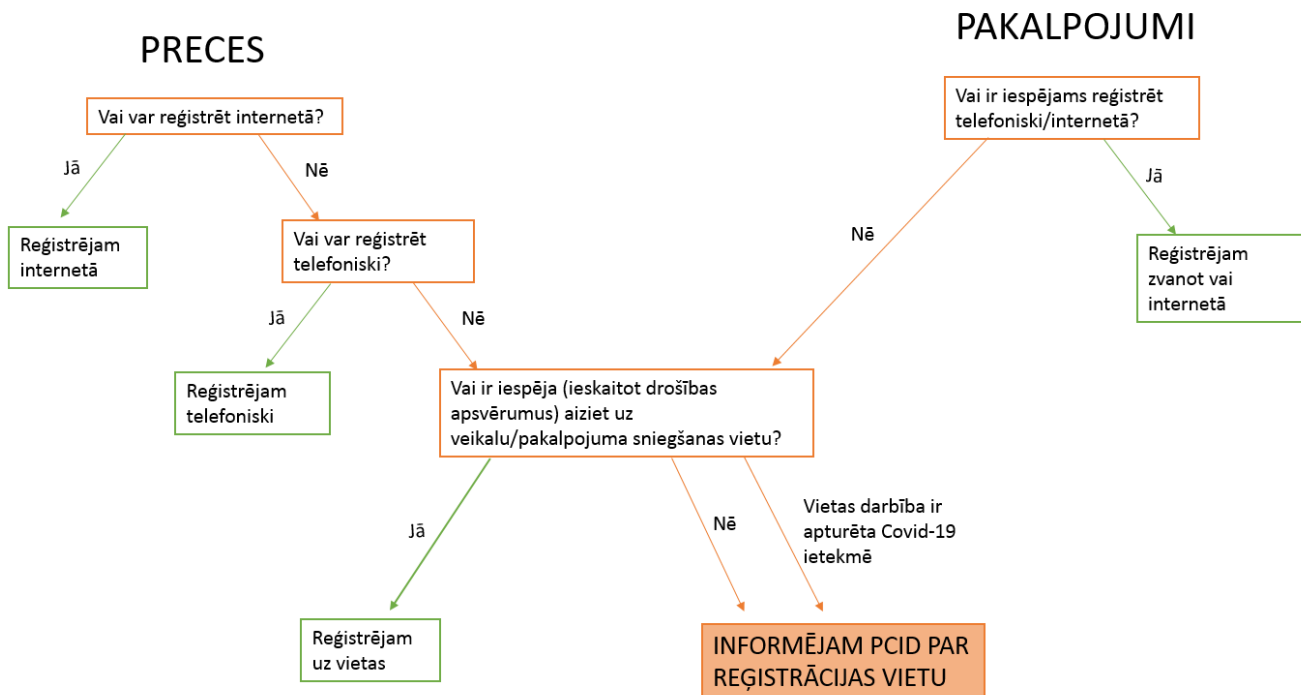 PRECES
PAKALPOJUMI
Vai var reģistrēt internetā?
Vai ir iespējams reģistrēt
telefoniski/internetā?
Jā
Nē
Jā
Nē
Reģistrējam
internetā
Vai var reģistrēt
telefoniski?
Reģistrējam
zvanot vai
internetā
Jā
Nē
Reģistrējam
telefoniski
Vai ir iespēja (ieskaitot drošības
apsvērumus) aiziet uz
veikalu/pakalpojuma sniegšanas vietu?
Jā
Nē
Vietas darbība ir
apturēta Covid-19
ietekmē
Reģistrējam
uz vietas
INFORMĒJAM PCID PAR
REĢISTRĀCIJAS VIETU